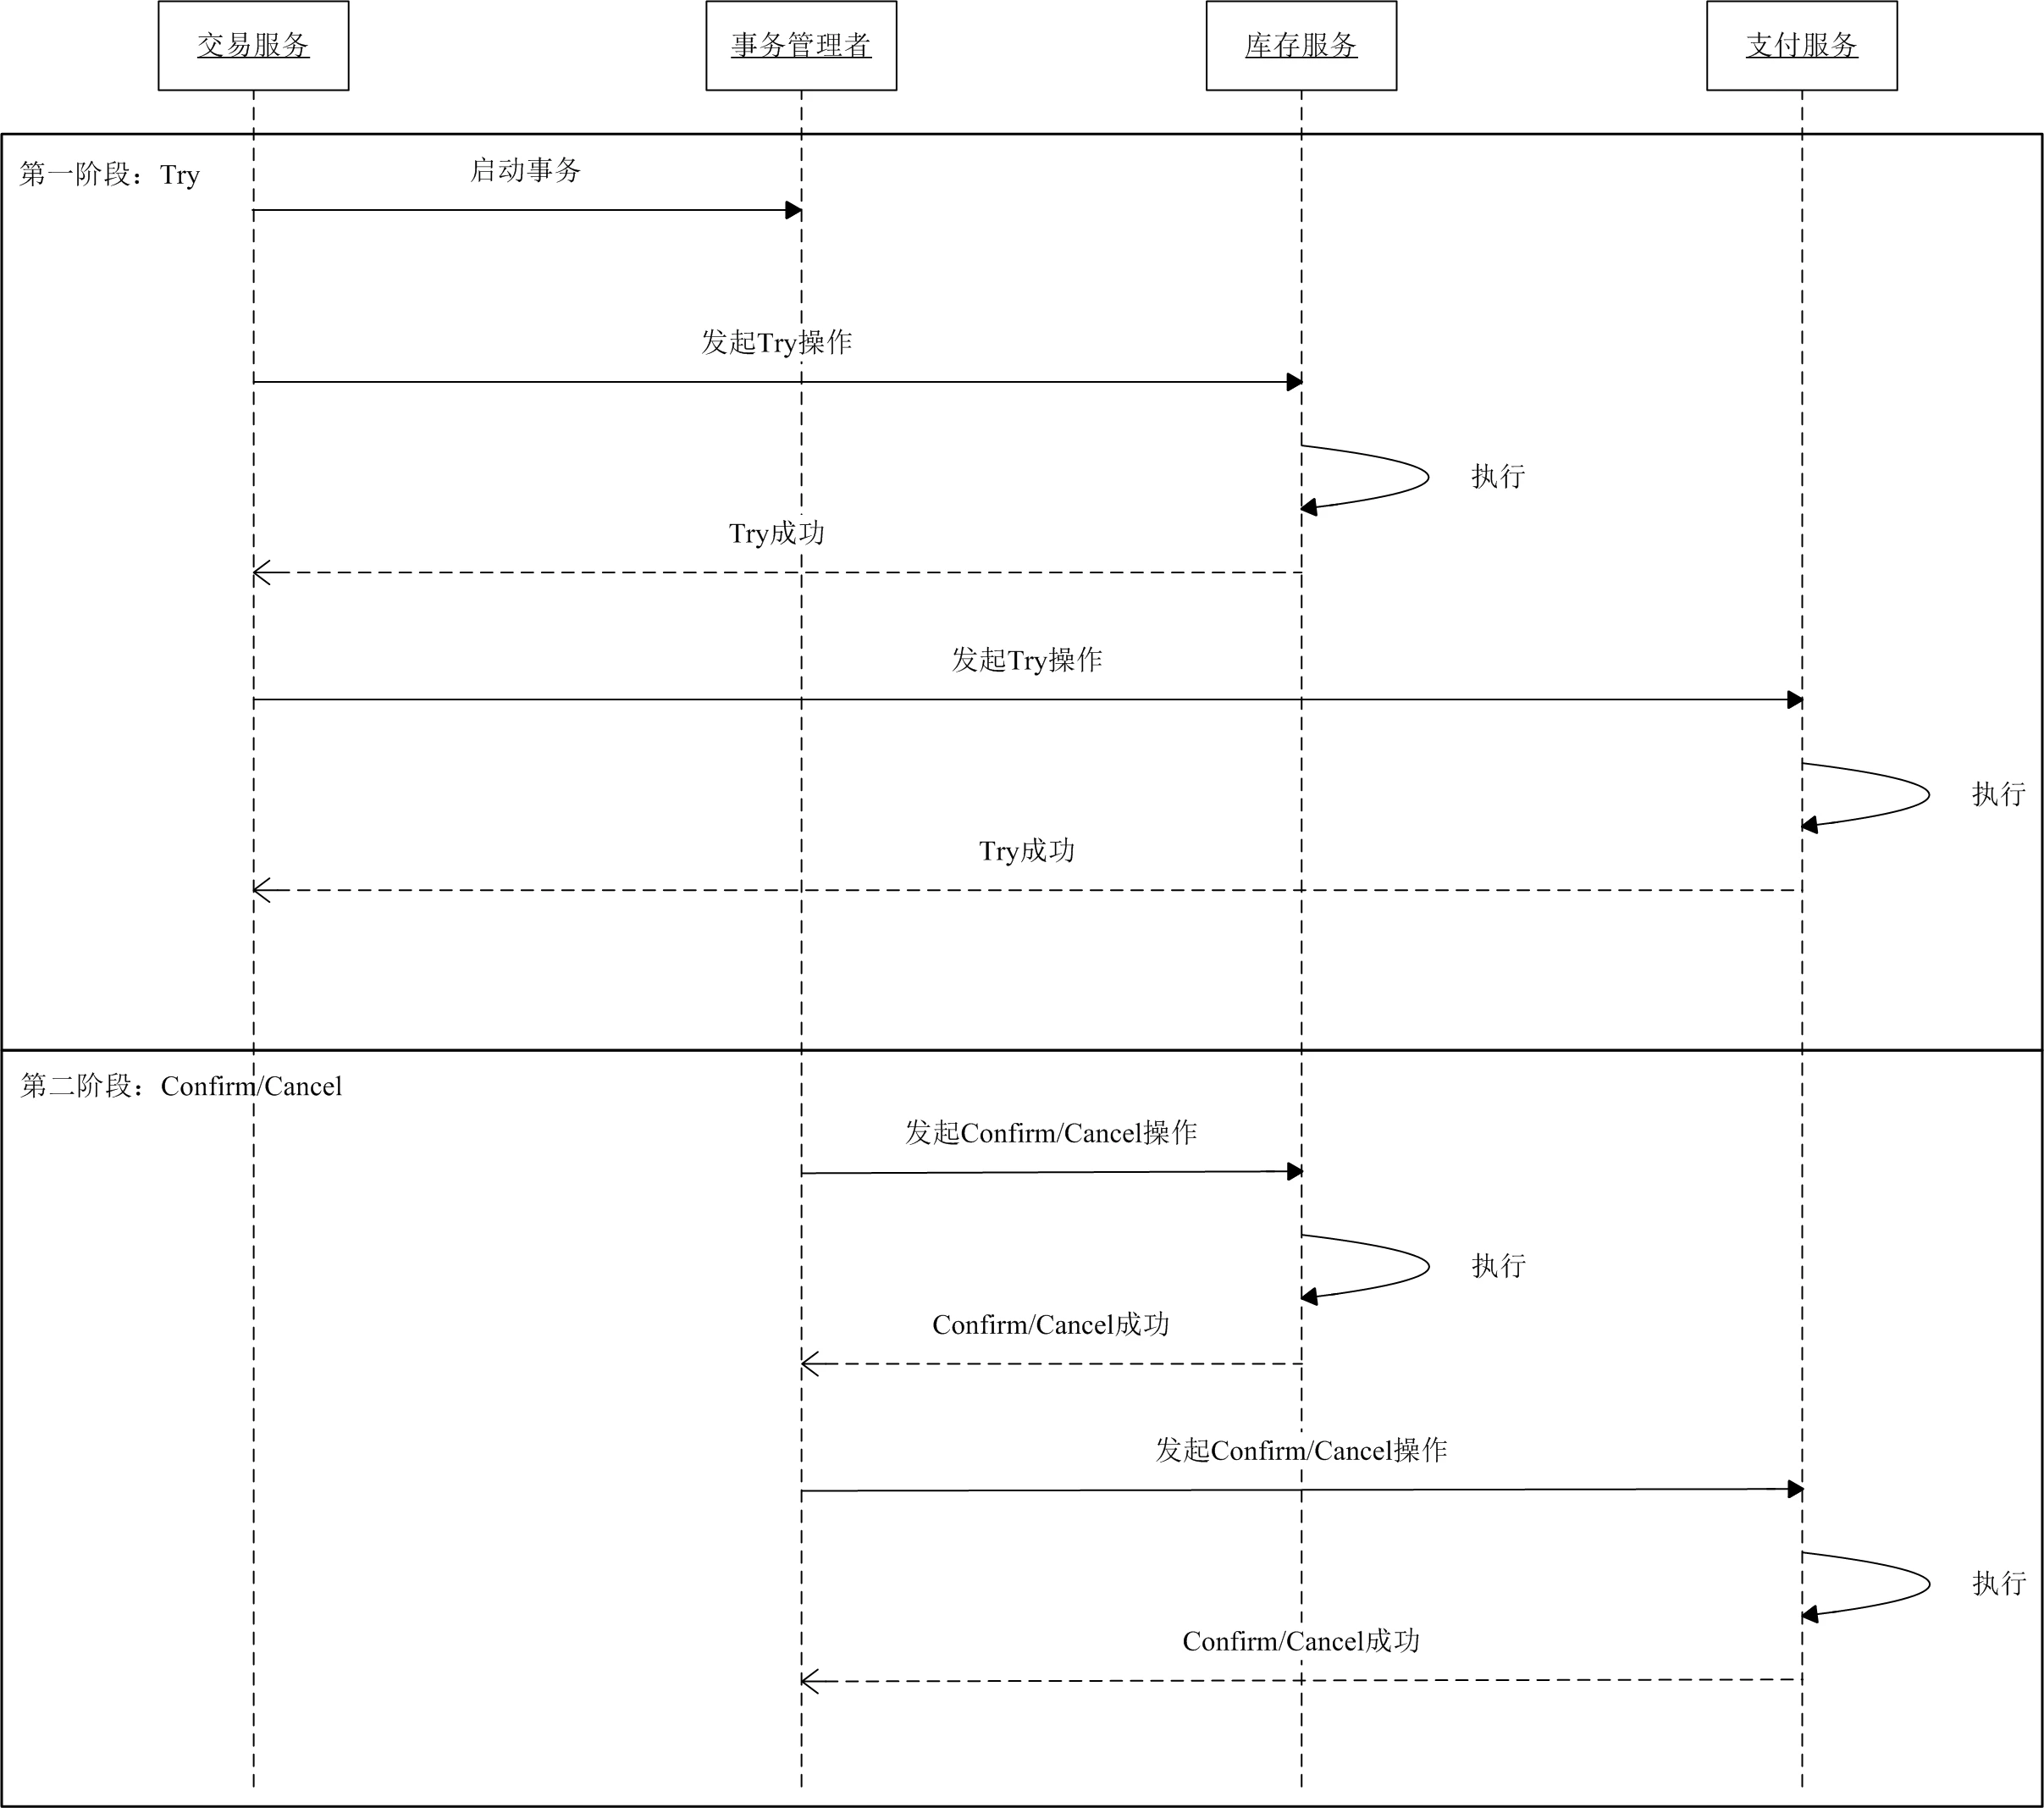 交易服务
事务管理者
库存服务
支付服务
第一阶段：Try
启动事务
发起Try操作
执行
Try成功
发起Try操作
执行
Try成功
第二阶段：Confirm/Cancel
发起Confirm/Cancel操作
执行
Confirm/Cancel成功
发起Confirm/Cancel操作
执行
Confirm/Cancel成功